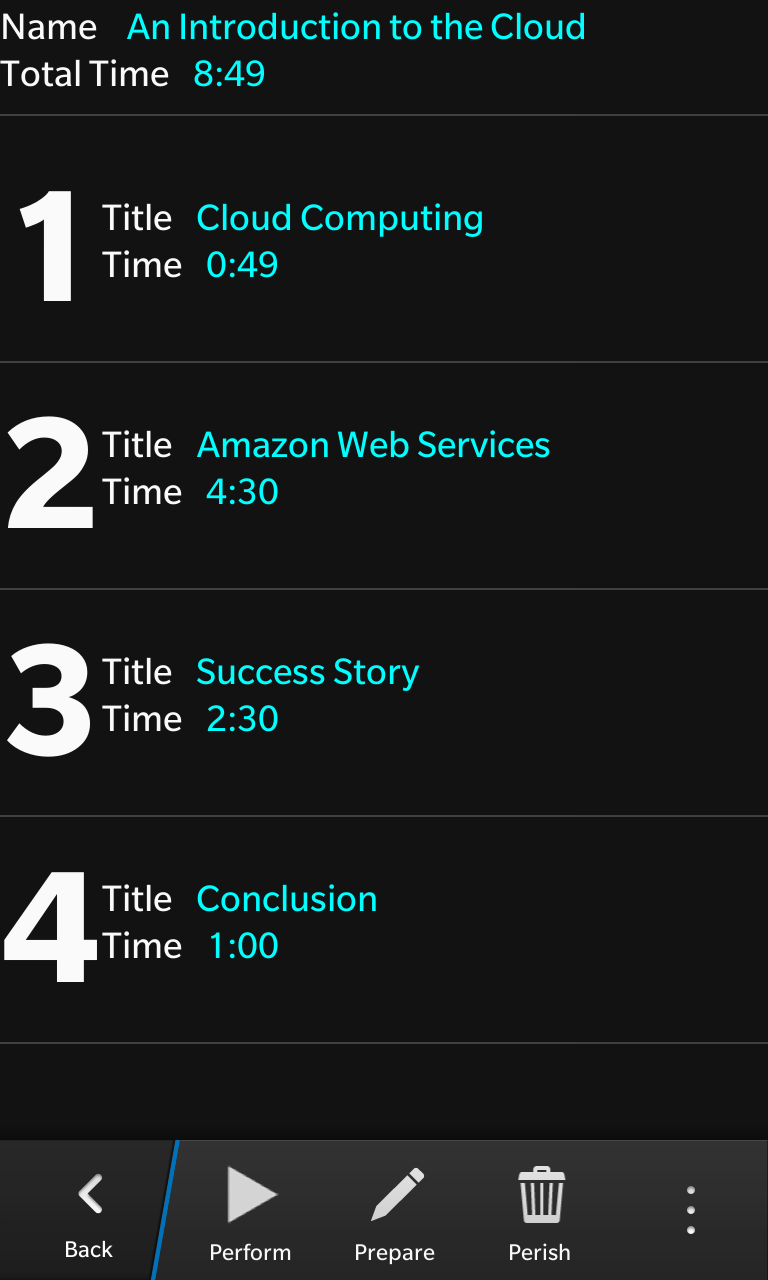 Name An Introduction to the Cloud
Total Time 8:49
1
Title Cloud Computing
Time 0:49
2
Title Amazon Web Services
Time 4:30
3
Title Success Story
Time 2:30
4
Title Conclusion
Time 1:00
Back Perform Prepare Perish